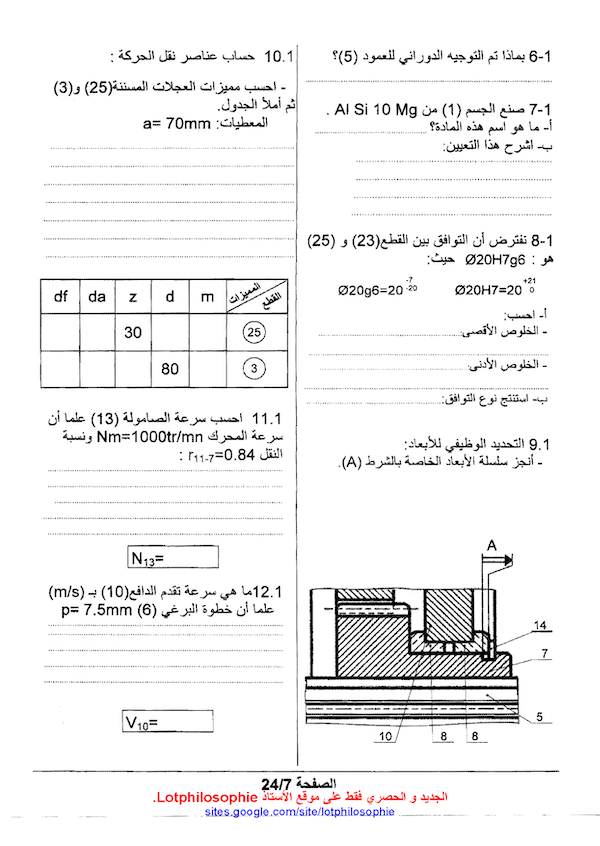 6-1 بماذا تم التوجيه الدوراني للعمود (5)؟
7-1 صنع الجسم (1) من Al Si 10 Mg .
أ- ما هو اسم هذه المادة؟
ب- اشرح هذا التعيين:
8-1 نفترض أن التوافق بين القطع(23) و (25)
هو : Ø20H7g6 حيث:
Ø20H7=20 +21 0
Ø20g6=20 -7 -20
أ- احسب:
- الخلوص الأقصى
- الخلوص الأدنى
ب- استنتج نوع التوافق:
9.1 التحديد الوظيفي للأبعاد:
- أنجز سلسلة الأبعاد الخاصة بالشرط (A).
A
14
7
5
10 8 8
10.1 حساب عناصر نقل الحركة :
- احسب مميزات العجلات المسننة(25) و(3)
ثم أملأ الجدول.
المعطيات: a= 70mm
المميزات
القطع
m d z da df
25 30
3 80
11.1 احسب سرعة الصامولة (13) علما أن
سرعة المحرك Nm=1000tr/mn ونسبة
النقل r11-7=0.84 :
N13=
12.1ما هي سرعة تقدم الدافع(10) بـ (m/s)
علما أن خطوة البرغي (6) p= 7.5mm
V10=
الصفحة 24/7
الجديد و الحصري فقط على موقع الأستاذ Lotphilosophie.
sites.google.com/site/lotphilosophie